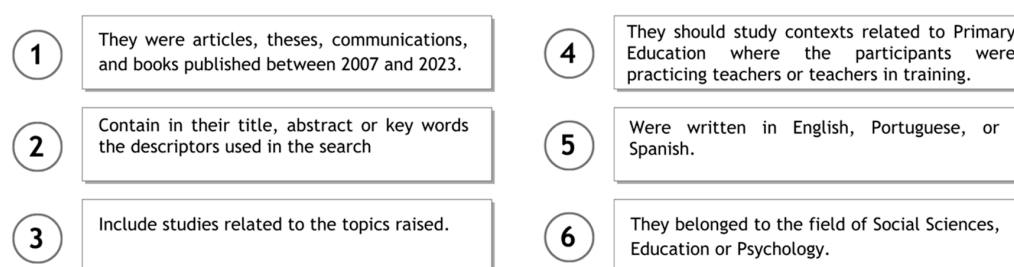 1
They were articles, theses, communications,
and books published between 2007 and 2023.
2
Contain in their title, abstract or key words
the descriptors used in the search
3
Include studies related to the topics raised.
4
They should study contexts related to Primary
Education where the participants were
practicing teachers or teachers in training.
5
Were written in English, Portuguese, or
Spanish.
6
They belonged to the field of Social Sciences,
Education or Psychology.